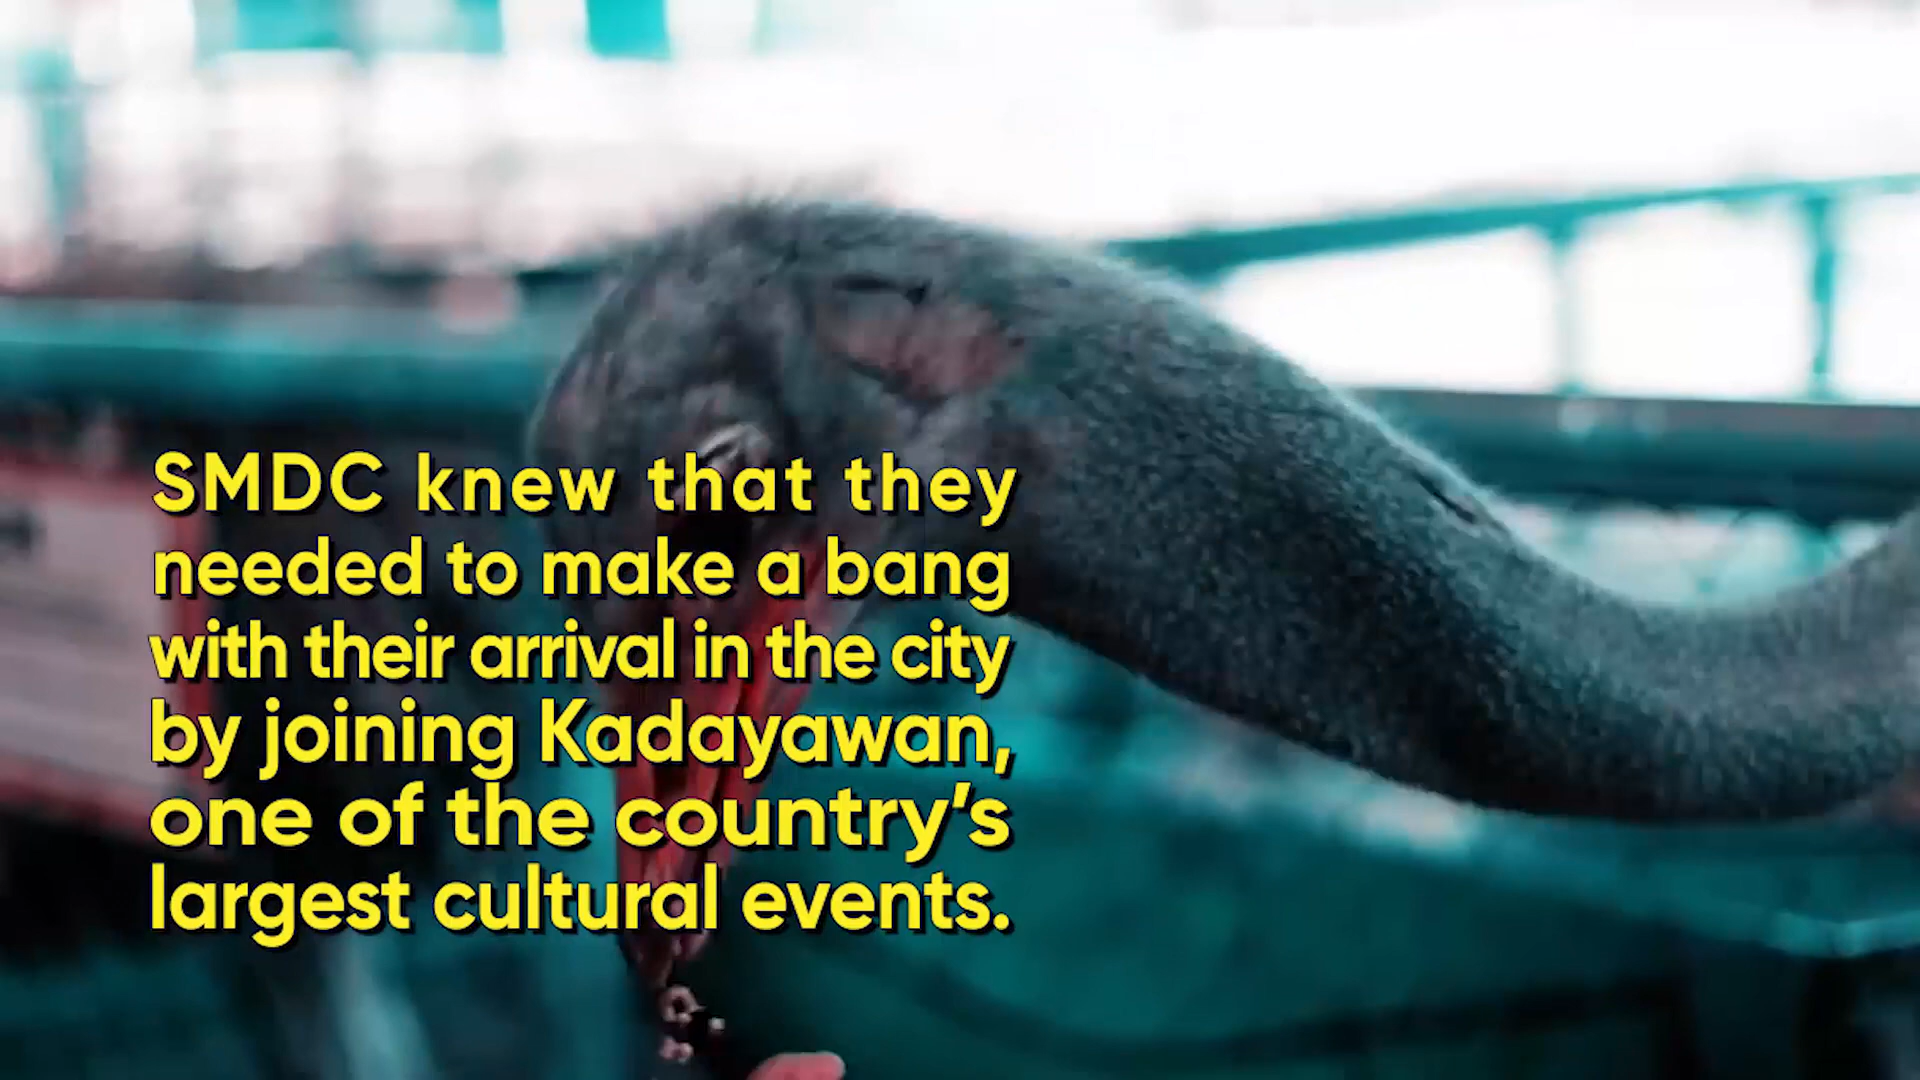 SMDC knew that they
needed to make a bang
with their arrival in the city
by joining Kadayawan,
one of the country’s
largest cultural events.